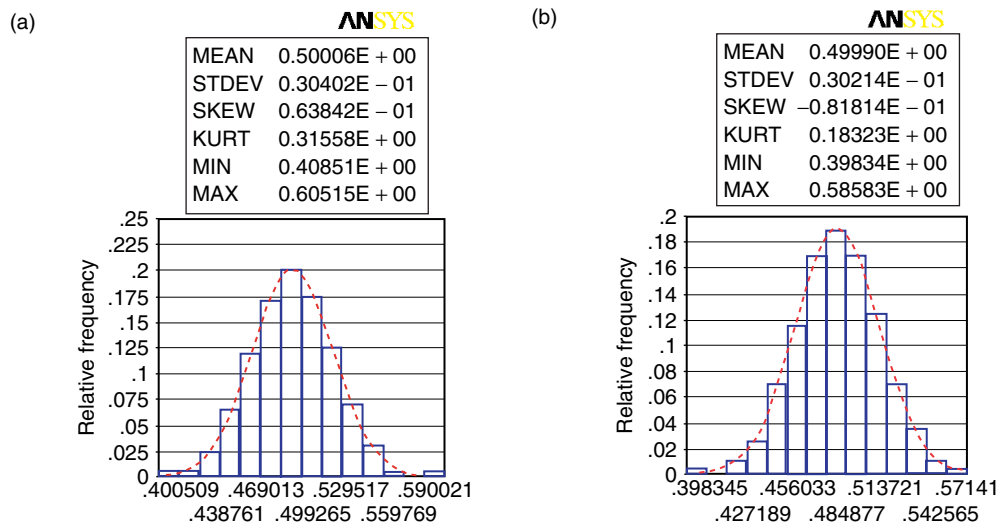 (a)
ANSYS
MEAN 0.50006E + 00
STDEV 0.30402E − 01
SKEW 0.63842E − 01
KURT 0.31558E + 00
MIN 0.40851E + 00
MAX 0.60515E + 00
Relative frequency
.25
.225
.2
.175
.15
.125
.1
.075
.05
.025
0
.400509 .469013 .529517 .590021
.438761 .499265 .559769
(b)
ANSYS
MEAN 0.49990E + 00
STDEV 0.30214E − 01
SKEW −0.81814E − 01
KURT 0.18323E + 00
MIN 0.39834E + 00
MAX 0.58583E + 00
Relative frequency
.2
.18
.16
.14
.12
.1
.08
.06
.04
.02
0
.398345 .456033 .513721 .57141
.427189 .484877 .542565